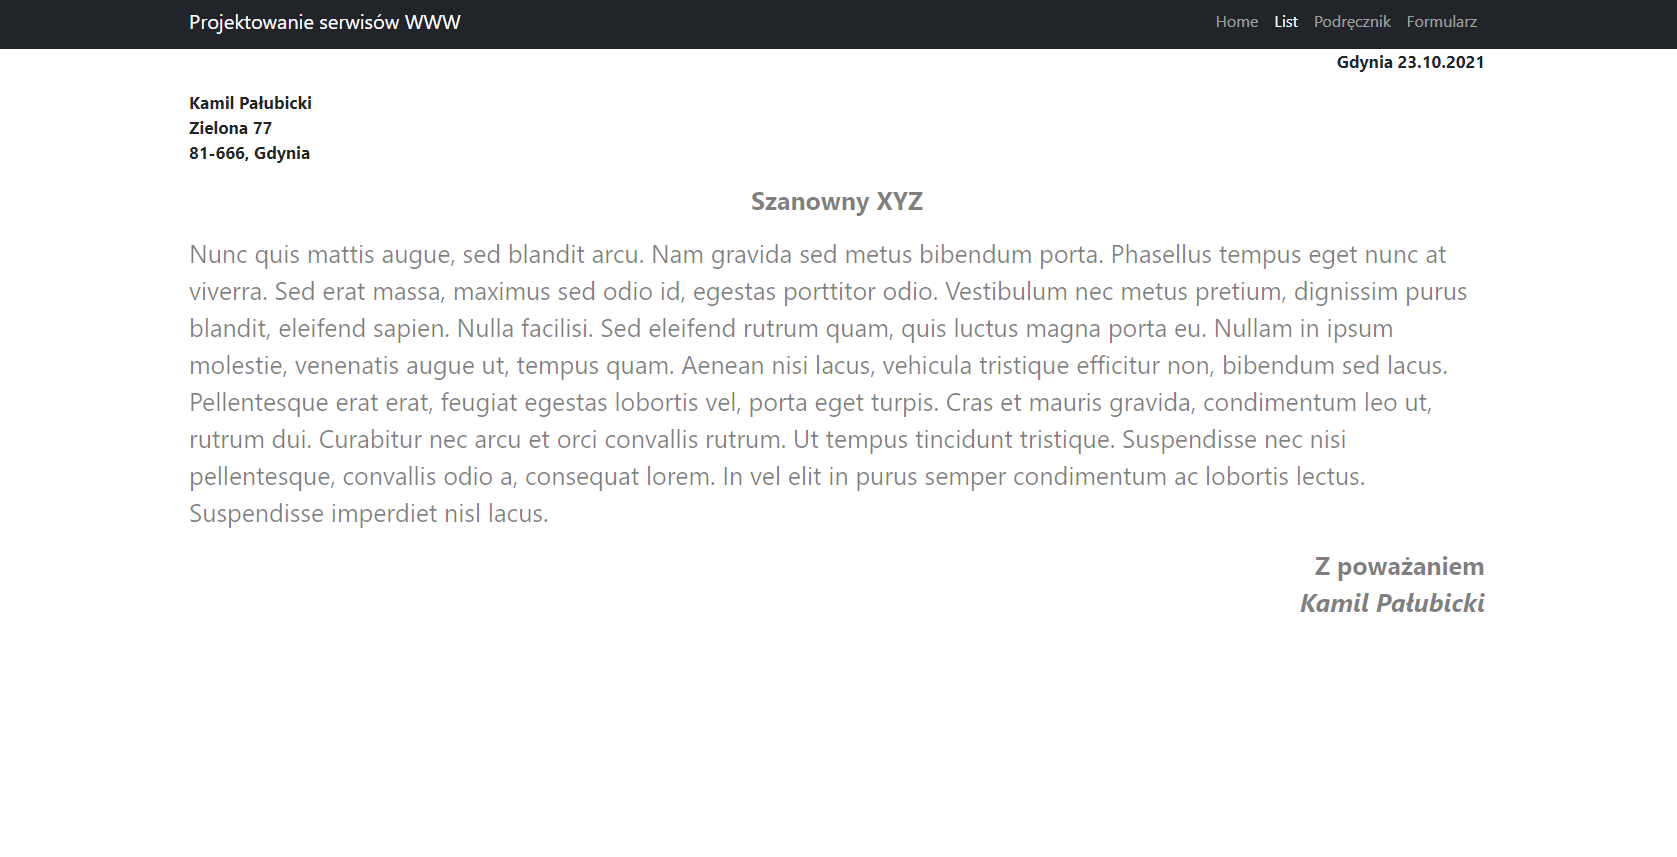 Projektowanie serwisów WWW
Home List Podręcznik Formularz
Gdynia 23.10.2021
Kamil Pałubicki
Zielona 77
81-666, Gdynia
Szanowny XYZ
Nunc quis mattis augue, sed blandit arcu. Nam gravida sed metus bibendum porta. Phasellus tempus eget nunc at
viverra. Sed erat massa, maximus sed odio id, egestas porttitor odio. Vestibulum nec metus pretium, dignissim purus
blandit, eleifend sapien. Nulla facilisi. Sed eleifend rutrum quam, quis luctus magna porta eu. Nullam in ipsum
molestie, venenatis augue ut, tempus quam. Aenean nisi lacus, vehicula tristique efficitur non, bibendum sed lacus.
Pellentesque erat erat, feugiat egestas lobortis vel, porta eget turpis. Cras et mauris gravida, condimentum leo ut,
rutrum dui. Curabitur nec arcu et orci convallis rutrum. Ut tempus tincidunt tristique. Suspendisse nec nisi
pellentesque, convallis odio a, consequat lorem. In vel elit in purus semper condimentum ac lobortis lectus.
Suspendisse imperdiet nisl lacus.
Z poważaniem
Kamil Pałubicki